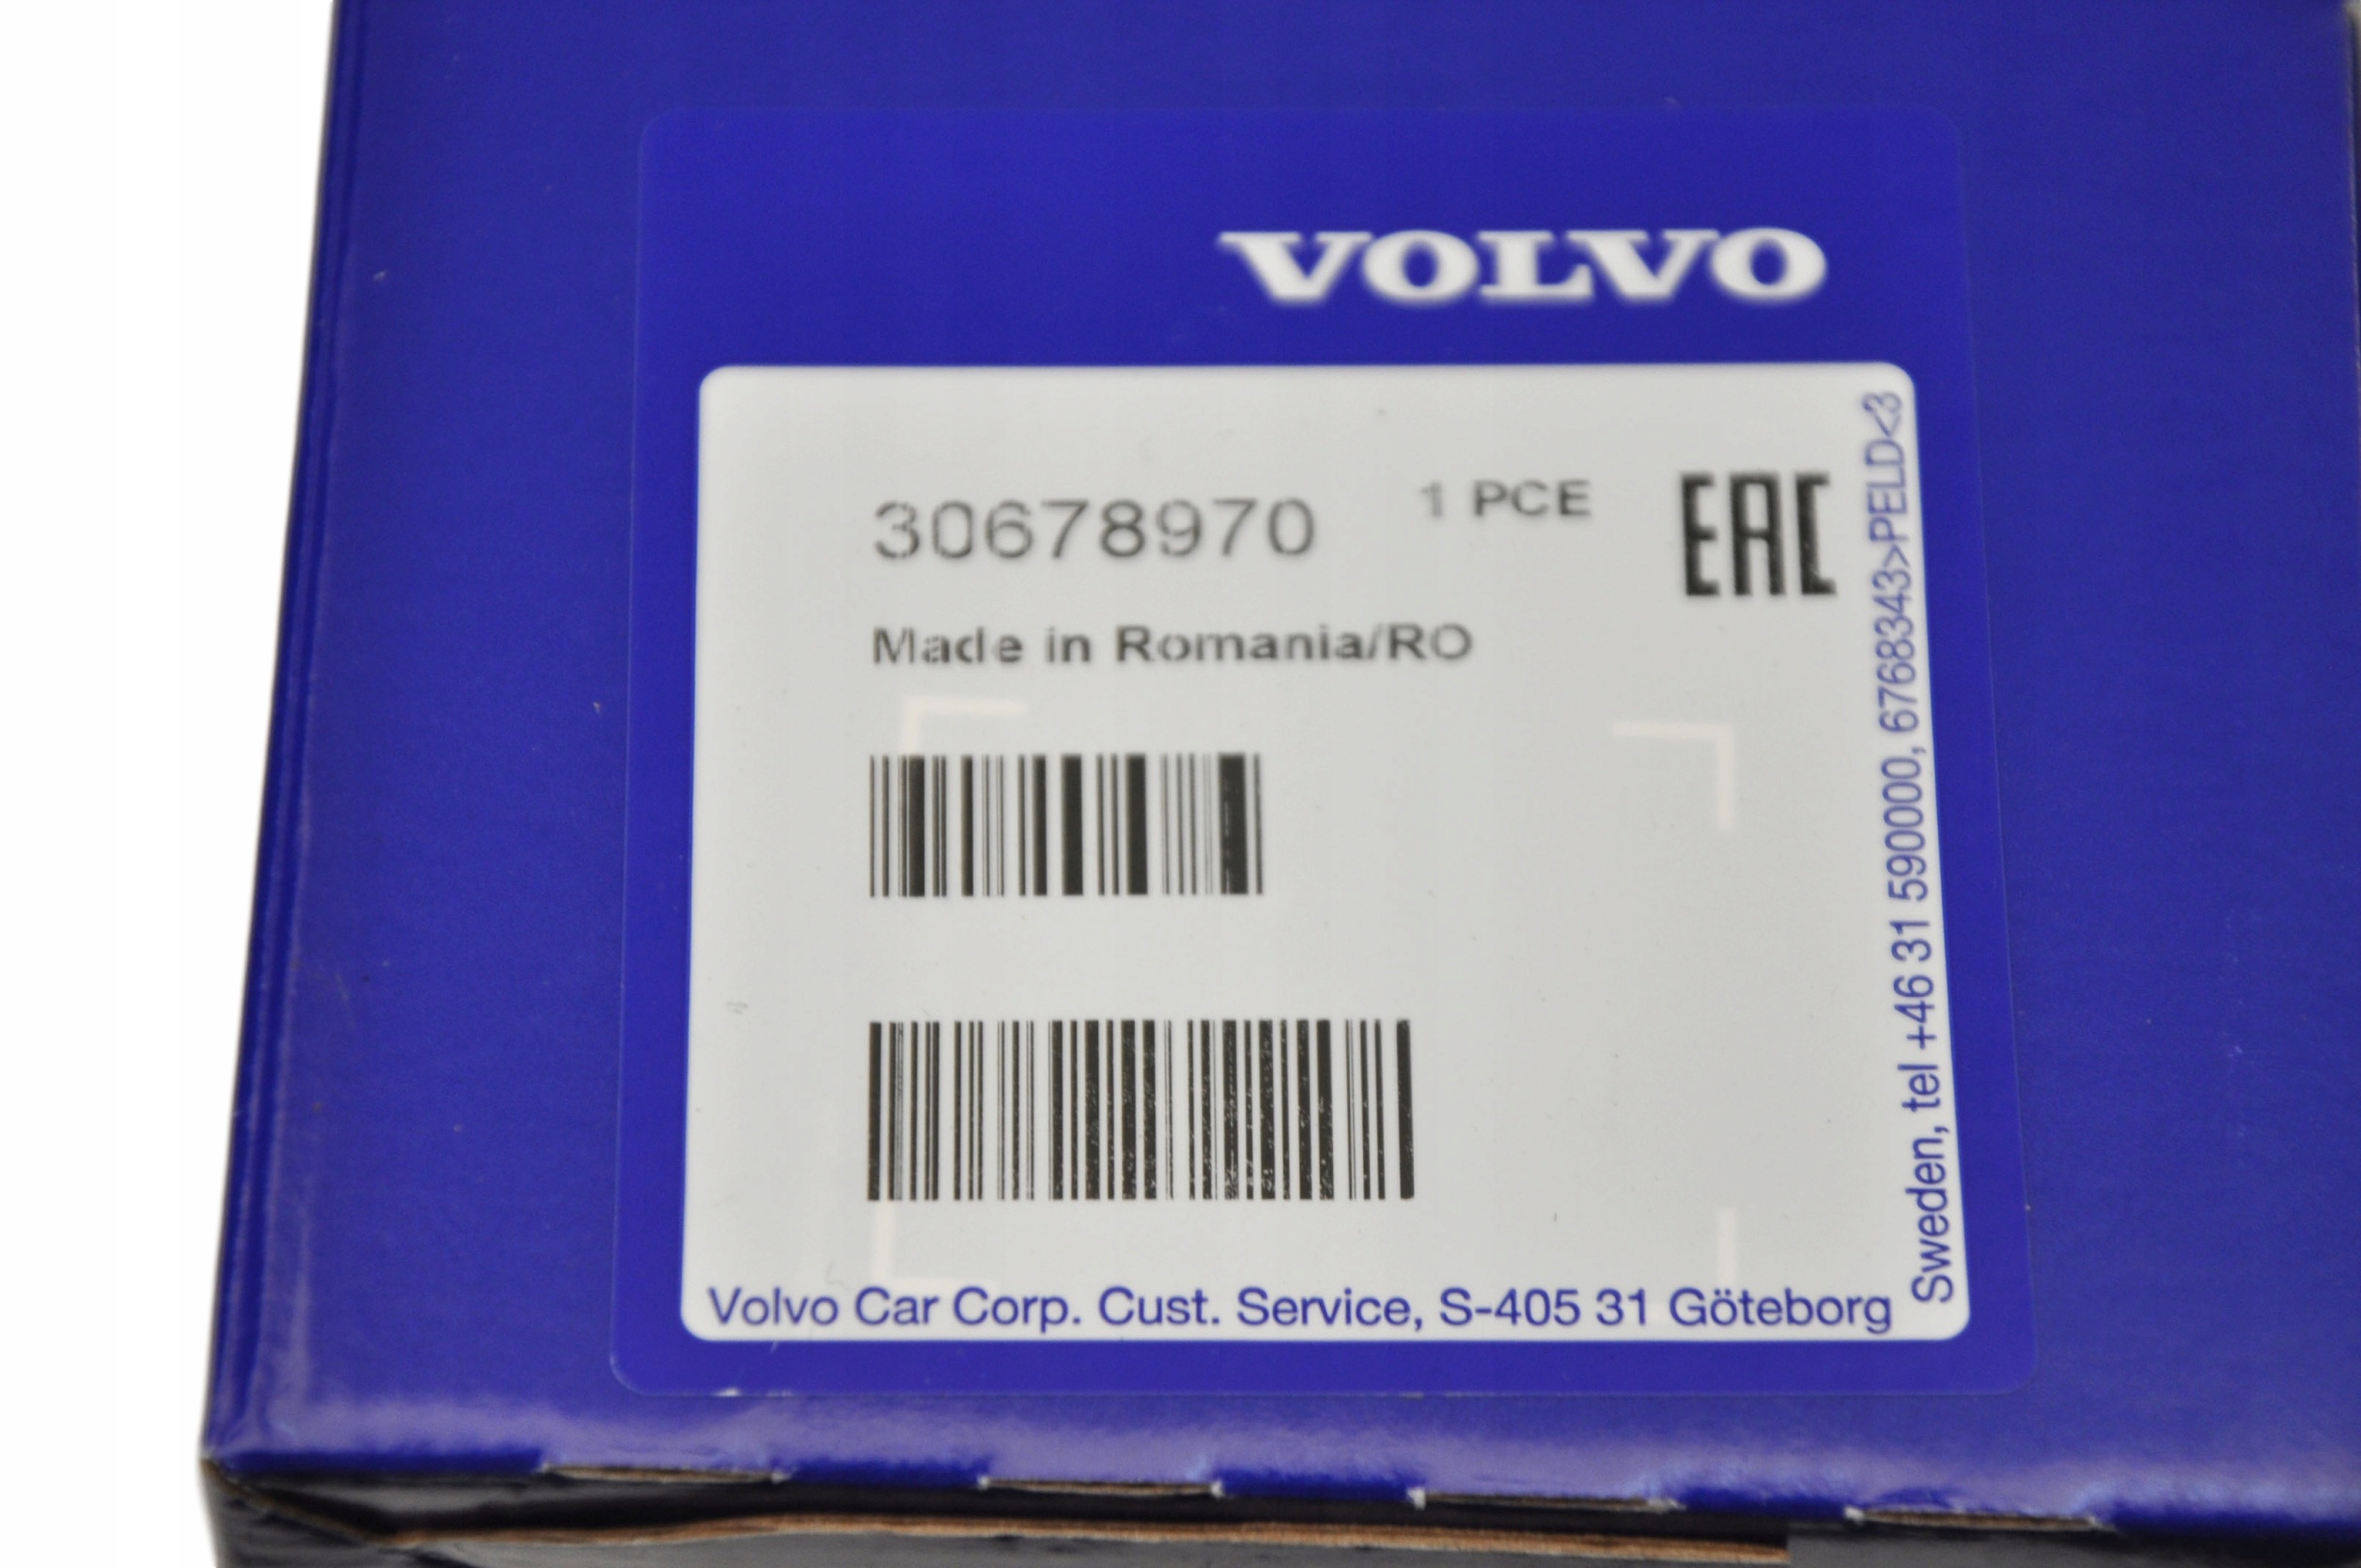 VOLVO
30678970
1 PCE
EAC
Made in Romania/RO
Volvo Car Corp. Cust. Service, S-405 31 Göteborg
Sweden, tel +46 31 590000, 6768343>PELD<3